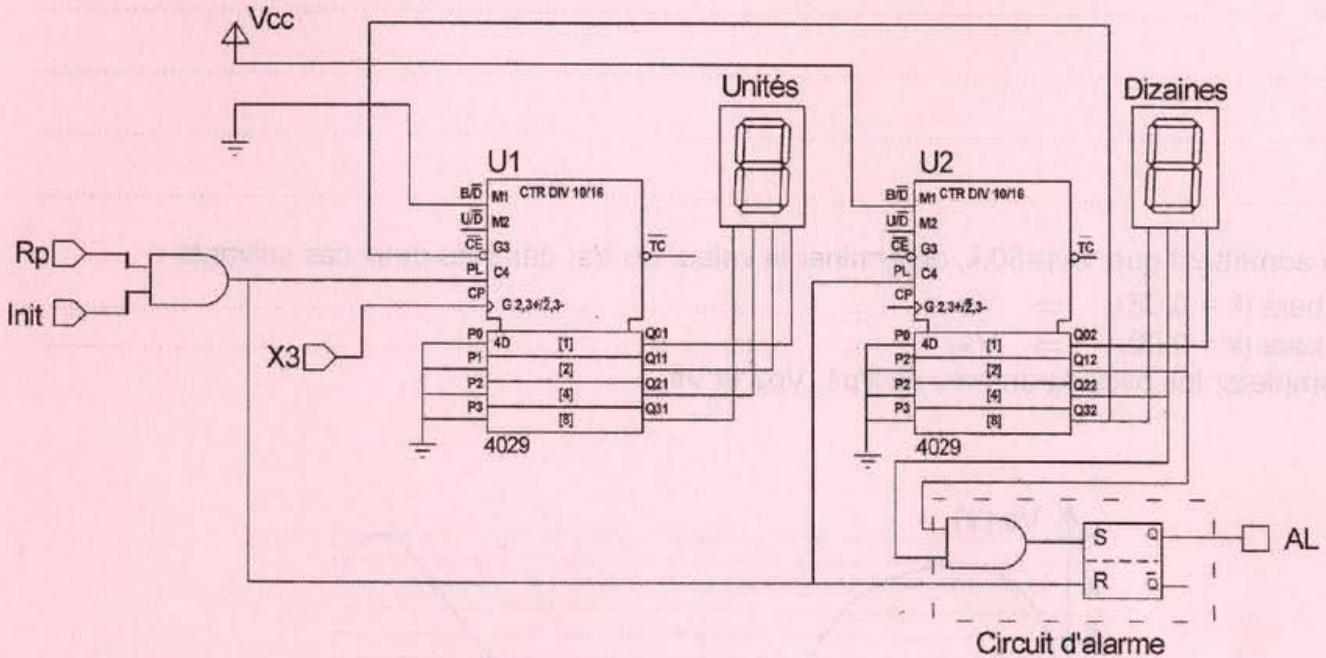 Vcc
Unités
Dizaines
U1
U2
B/D̅ M1 CTR DIV 10/16
U/D̅ M2
C̅E̅ G3
T̅C̅
PL C4
CP
G 2,3+/2̅,3-
B/D̅ M1 CTR DIV 10/16
U/D̅ M2
C̅E̅ G3
T̅C̅
PL C4
CP
G 2,3+/2̅,3-
Rp
Init
X3
P0 4D [1] Q01
P1 [2] Q11
P2 [4] Q21
P3 [8] Q31
4029
P0 4D [1] Q02
P2 [2] Q12
P2 [4] Q22
P3 [8] Q32
4029
S Q
R Q̅
AL
Circuit d'alarme